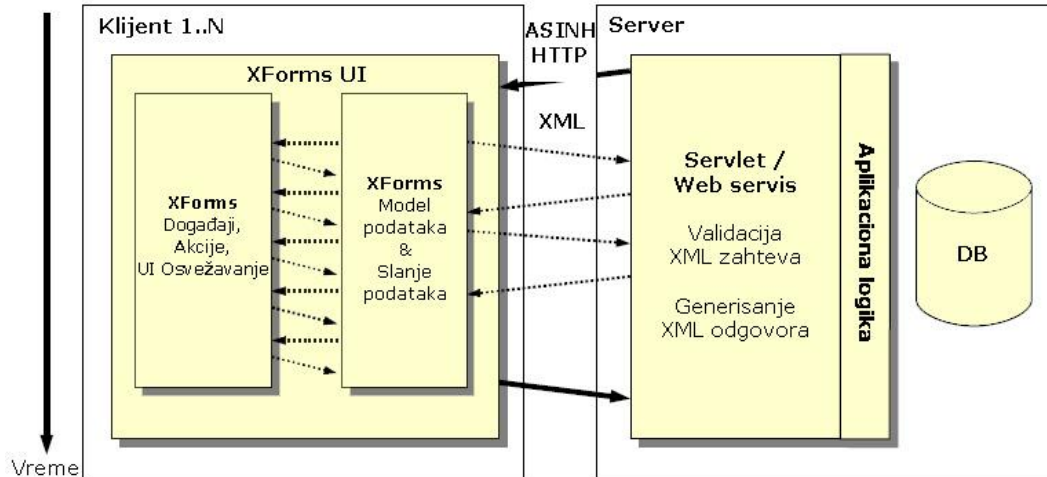 Klijent 1..N
XForms UI
XForms
Događaji,
Akcije,
UI Osvežavanje
XForms
Model
podataka
&
Slanje
podataka
ASINH
HTTP
XML
Server
Servlet /
Web servis
Validacija
XML zahteva
Generisanje
XML odgovora
Aplikaciona logika
DB
Vreme